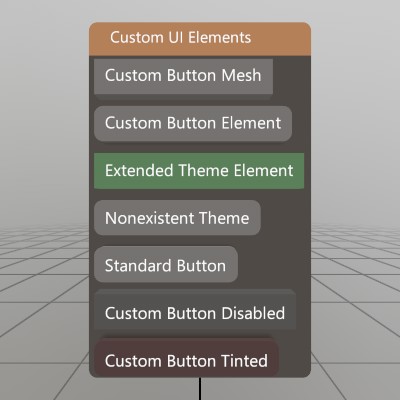 Custom UI Elements
Custom Button Mesh
Custom Button Element
Extended Theme Element
Nonexistent Theme
Standard Button
Custom Button Disabled
Custom Button Tinted